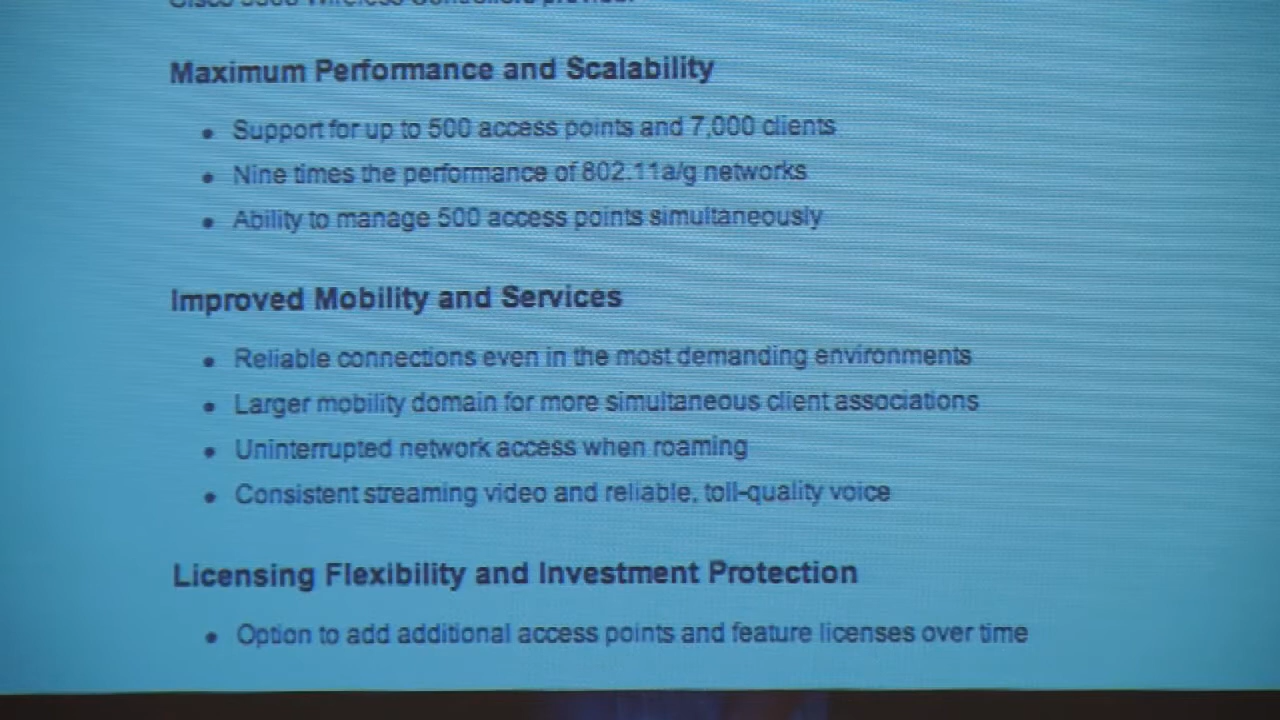 Maximum Performance and Scalability
• Support for up to 500 access points and 7,000 clients
• Nine times the performance of 802.11a/g networks
• Ability to manage 500 access points simultaneously
Improved Mobility and Services
• Reliable connections even in the most demanding environments
• Larger mobility domain for more simultaneous client associations
• Uninterrupted network access when roaming
• Consistent streaming video and reliable, toll-quality voice
Licensing Flexibility and Investment Protection
• Option to add additional access points and feature licenses over time